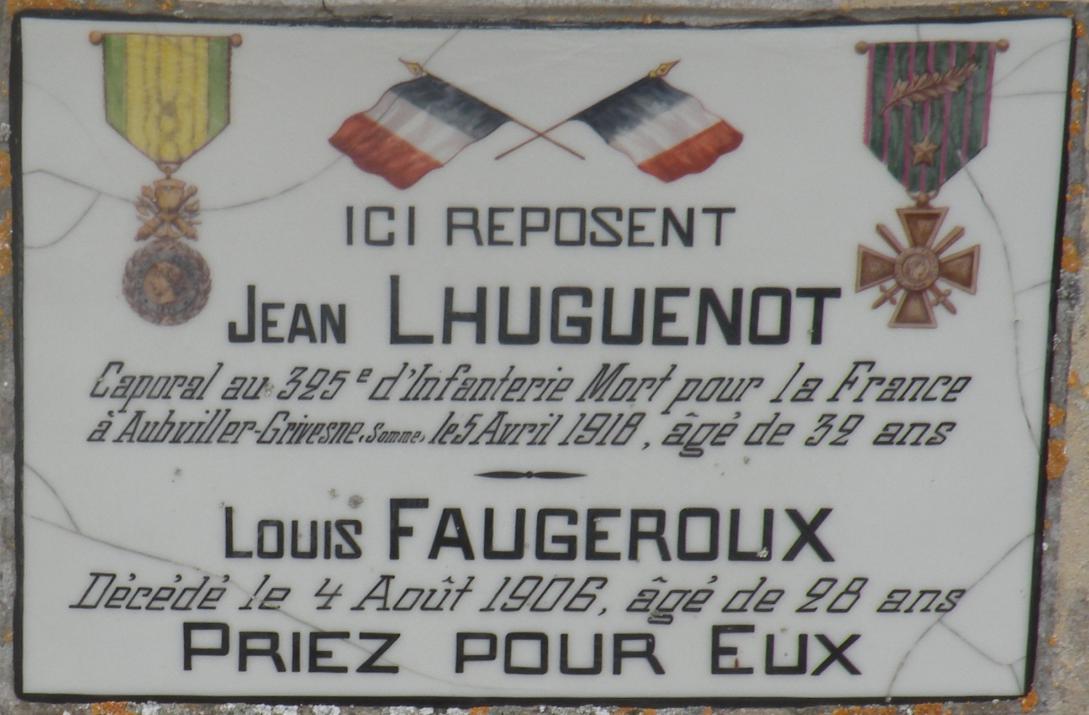 ICI REPOSENT
JEAN LHUGUENOT
Caporal au 325e d'Infanterie Mort pour la France
à Aubviller-Grivesne.(Somme) le 5 Avril 1918, âgé de 32 ans
LOUIS FAUGEROUX
Décédé le 4 Août 1906, âgé de 28 ans
PRIEZ POUR EUX